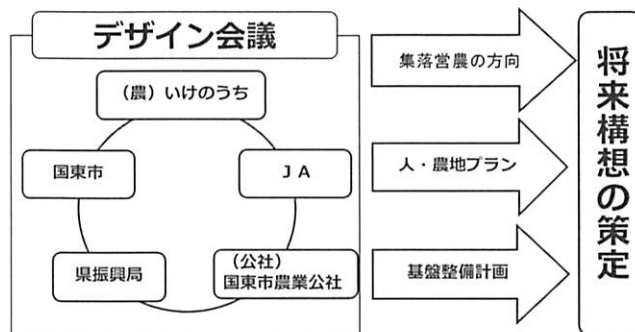 デザイン会議
(農)いけのうち
国東市
JA
県振興局
(公社)
国東市農業公社
集落営農の方向
人・農地プラン
基盤整備計画
将来構想の策定